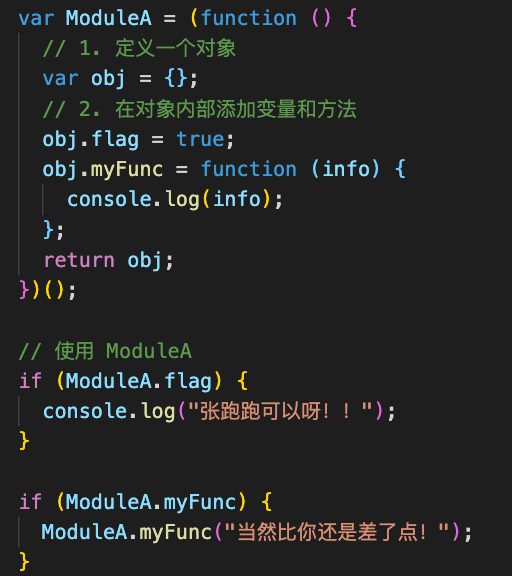 var ModuleA = (function () {
  // 1. 定义一个对象
  var obj = {};
  // 2. 在对象内部添加变量和方法
  obj.flag = true;
  obj.myFunc = function (info) {
    console.log(info);
  };
  return obj;
})();

// 使用 ModuleA
if (ModuleA.flag) {
  console.log("张跑跑可以呀！！");
}

if (ModuleA.myFunc) {
  ModuleA.myFunc("当然比你还是差了点！");
}